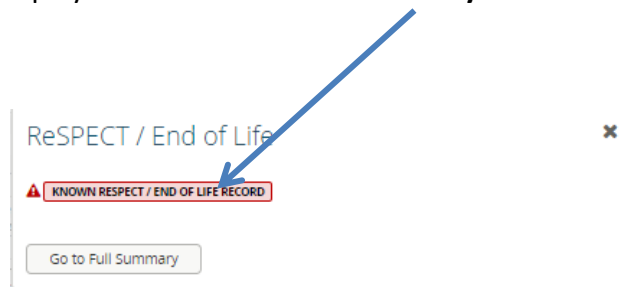 ReSPECT / End of Life
KNOWN RESPECT / END OF LIFE RECORD
Go to Full Summary